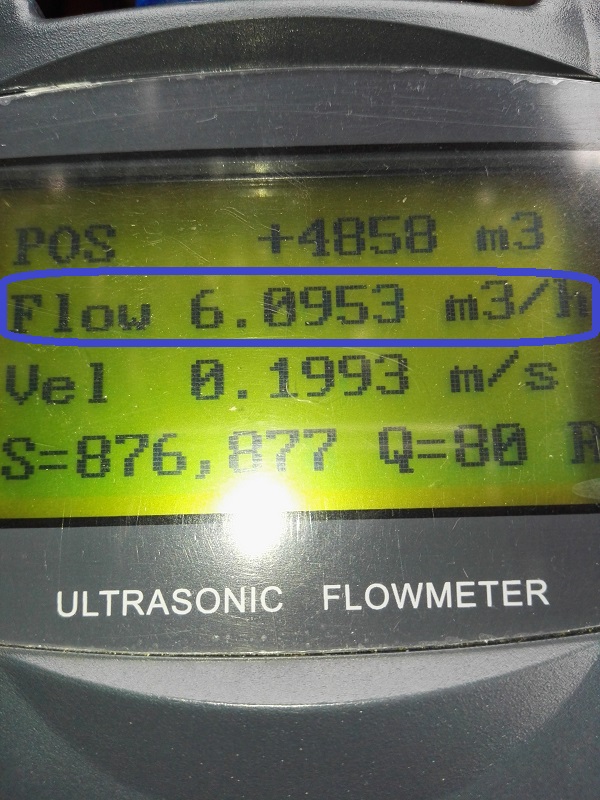 POS +4858 m3
Flow 6.0953 m3/h
Vel 0.1993 m/s
S=876,877 Q=80 R
ULTRASONIC FLOWMETER